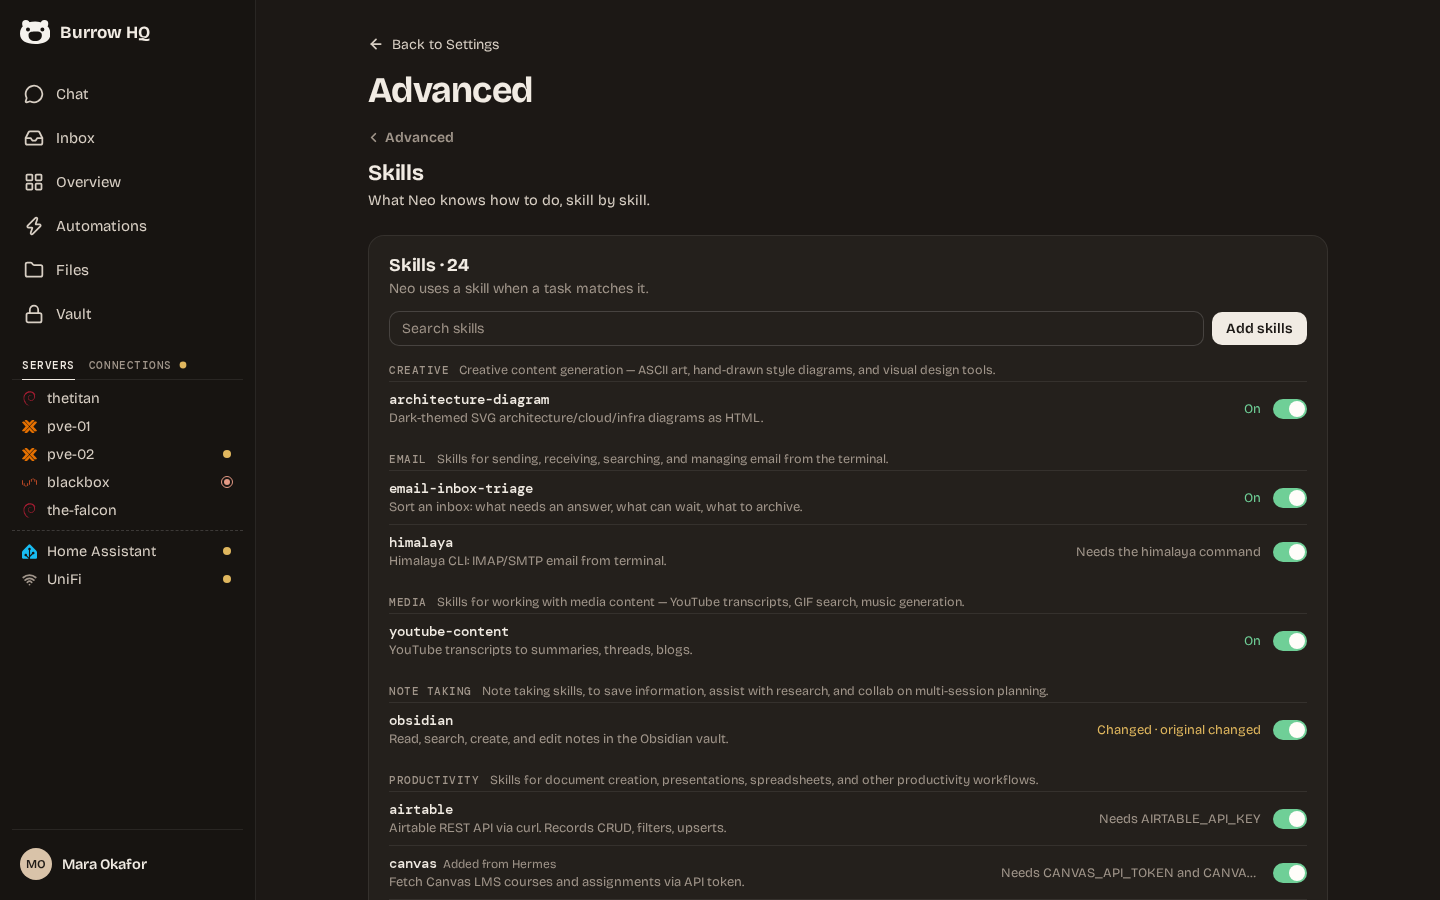 Burrow HQ
Chat
Inbox
Overview
Automations
Files
Vault
SERVERS CONNECTIONS
thetitan
pve-01
pve-02
blackbox
the-falcon
Home Assistant
UniFi
MO Mara Okafor
Back to Settings
Advanced
Advanced
Skills
What Neo knows how to do, skill by skill.
Skills · 24
Neo uses a skill when a task matches it.
Search skills Add skills
CREATIVE Creative content generation — ASCII art, hand-drawn style diagrams, and visual design tools.
architecture-diagram
Dark-themed SVG architecture/cloud/infra diagrams as HTML.
On
EMAIL Skills for sending, receiving, searching, and managing email from the terminal.
email-inbox-triage
Sort an inbox: what needs an answer, what can wait, what to archive.
On
himalaya
Himalaya CLI: IMAP/SMTP email from terminal.
Needs the himalaya command
MEDIA Skills for working with media content — YouTube transcripts, GIF search, music generation.
youtube-content
YouTube transcripts to summaries, threads, blogs.
On
NOTE TAKING Note taking skills, to save information, assist with research, and collab on multi-session planning.
obsidian
Read, search, create, and edit notes in the Obsidian vault.
Changed · original changed
PRODUCTIVITY Skills for document creation, presentations, spreadsheets, and other productivity workflows.
airtable
Airtable REST API via curl. Records CRUD, filters, upserts.
Needs AIRTABLE_API_KEY
canvas Added from Hermes
Fetch Canvas LMS courses and assignments via API token.
Needs CANVAS_API_TOKEN and CANVA...